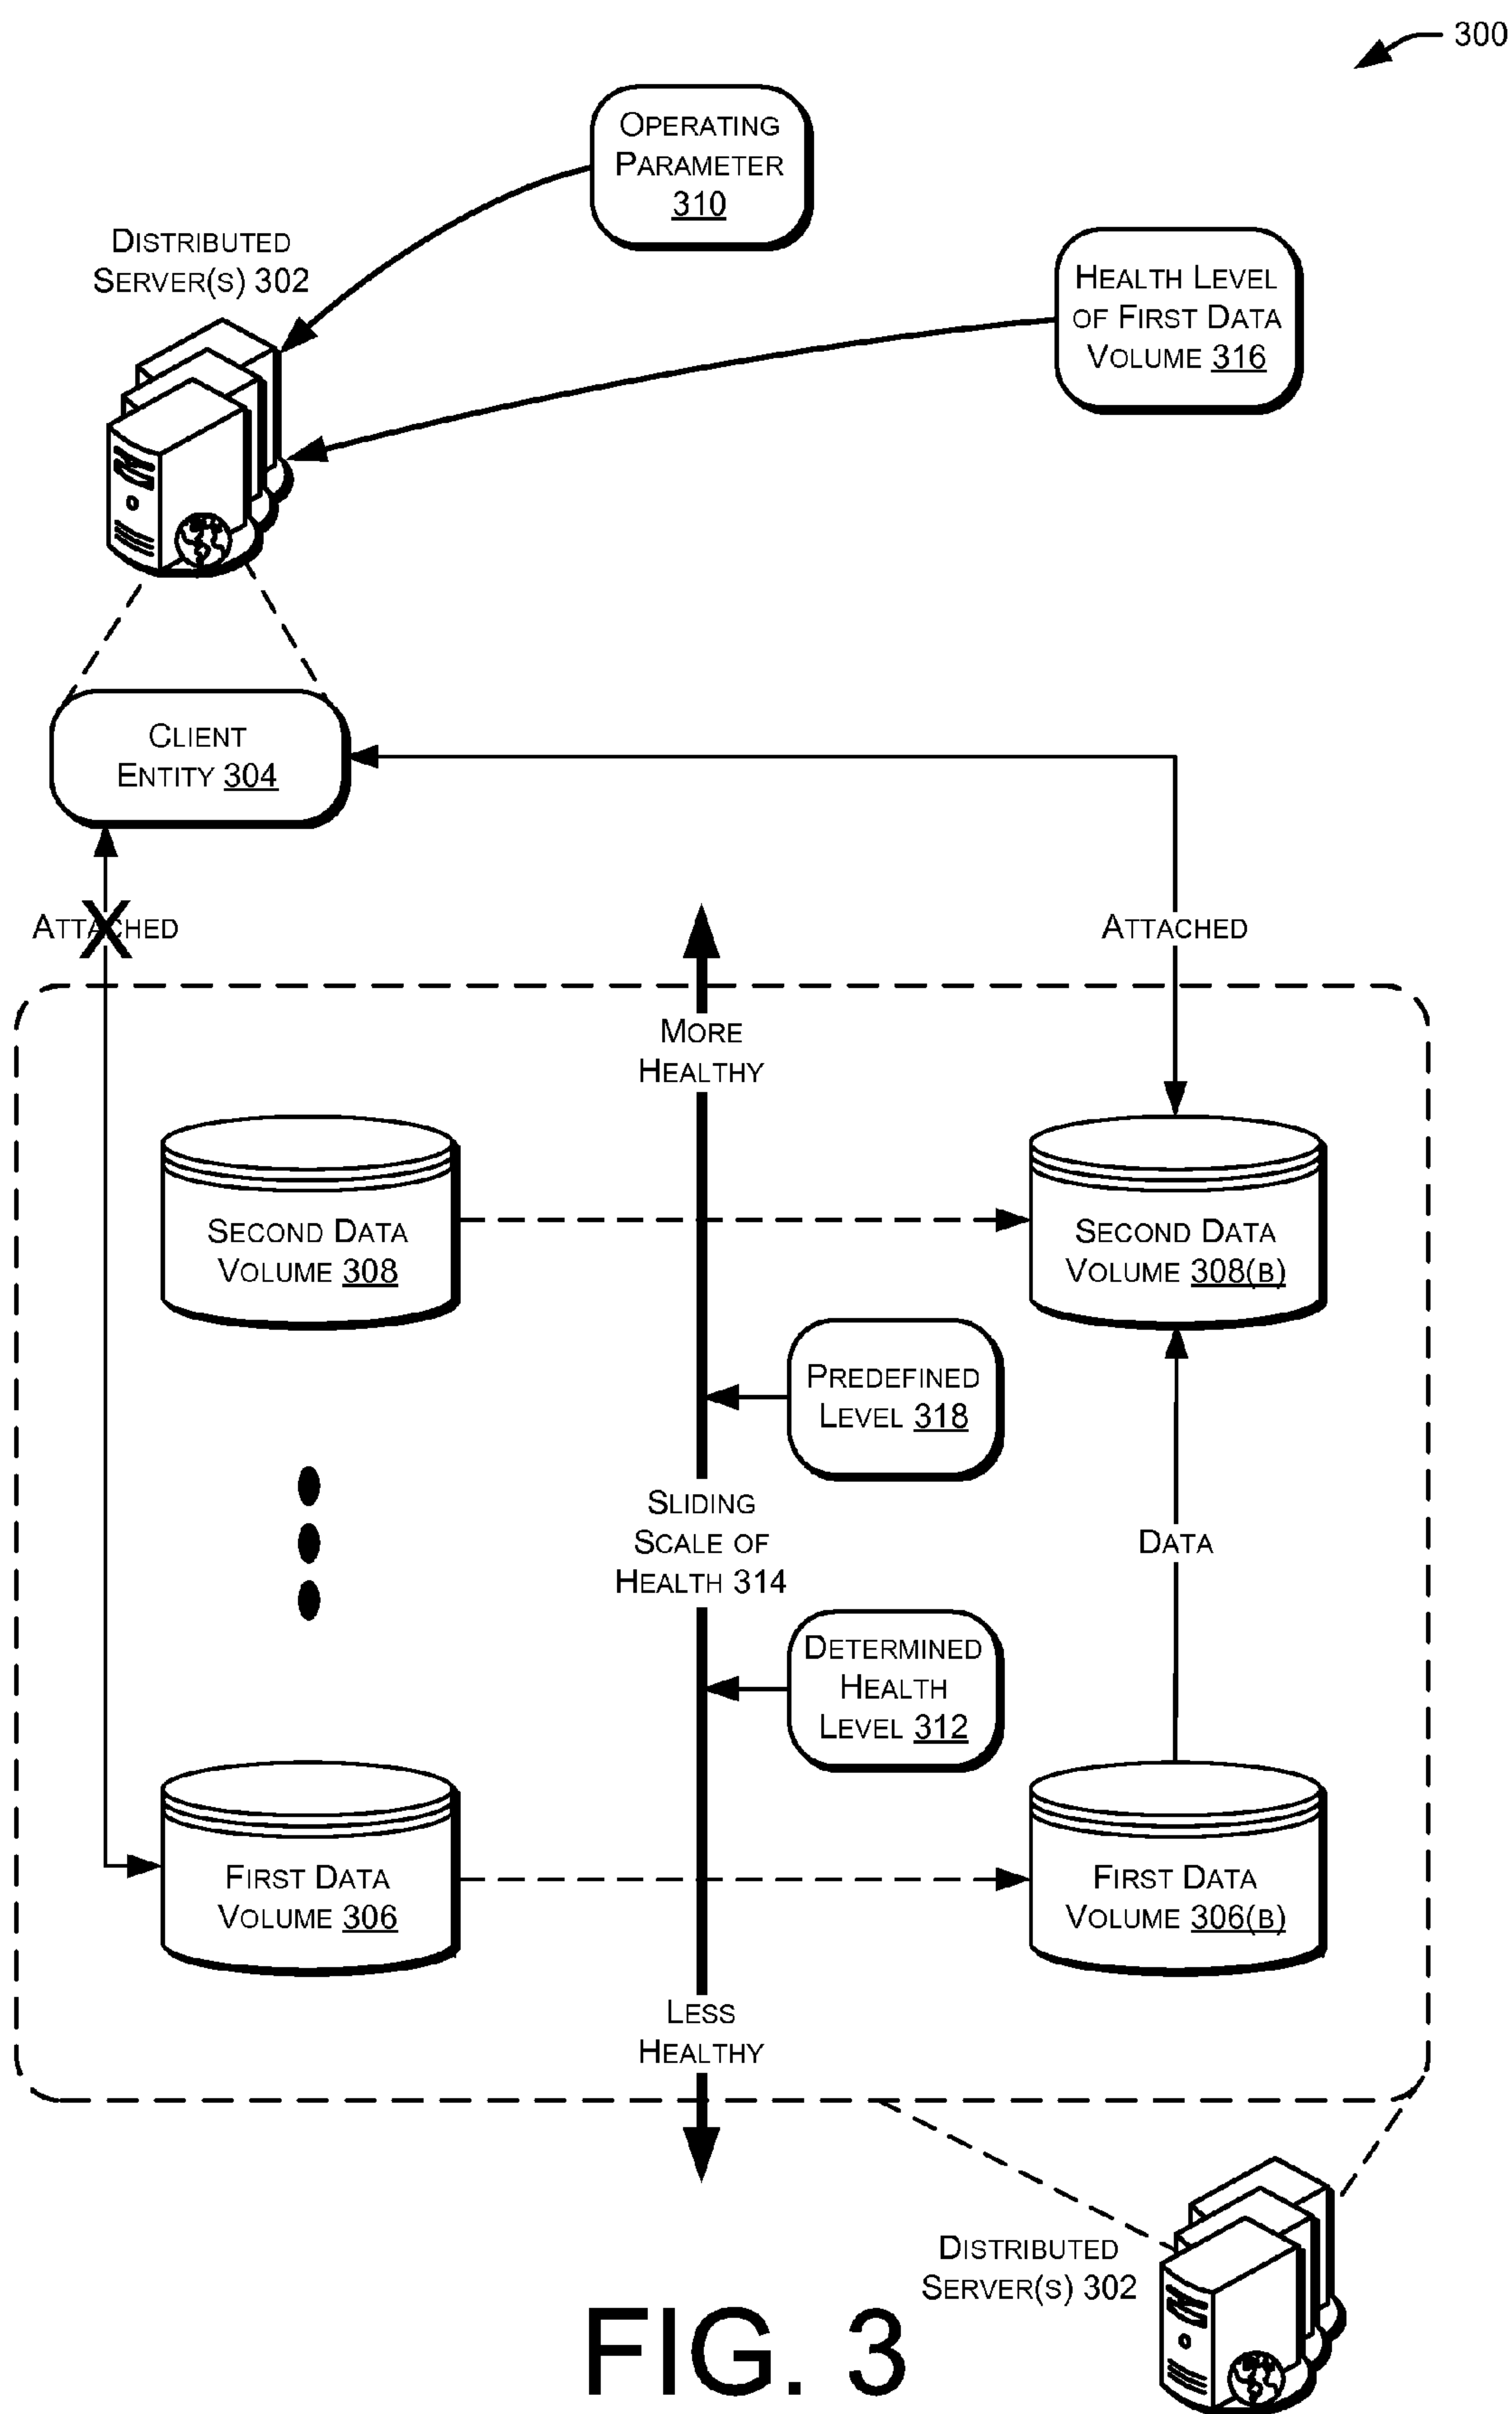 300
OPERATING
PARAMETER
310
DISTRIBUTED
SERVER(S) 302
HEALTH LEVEL
OF FIRST DATA
VOLUME 316
CLIENT
ENTITY 304
ATTACHED
ATTACHED
MORE
HEALTHY
SECOND DATA
VOLUME 308
SECOND DATA
VOLUME 308(B)
PREDEFINED
LEVEL 318
SLIDING
SCALE OF
HEALTH 314
DATA
DETERMINED
HEALTH
LEVEL 312
FIRST DATA
VOLUME 306
FIRST DATA
VOLUME 306(B)
LESS
HEALTHY
DISTRIBUTED
SERVER(S) 302
FIG. 3